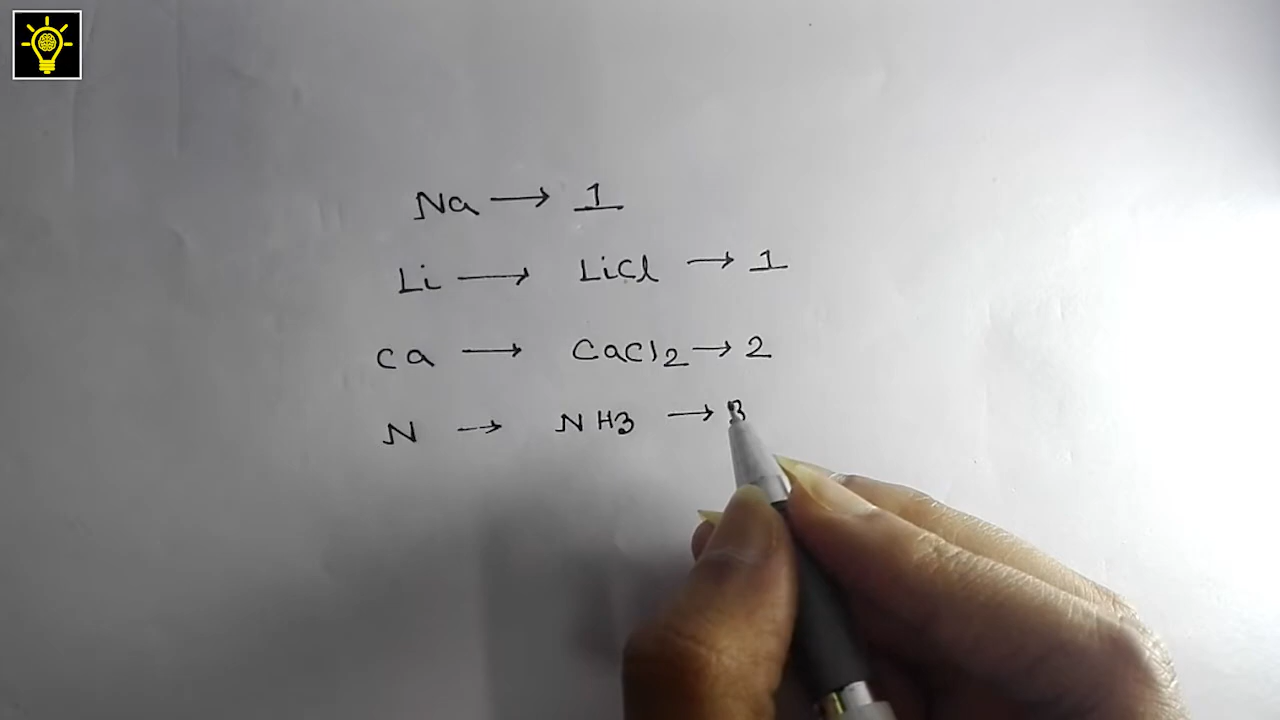 Na → 1
Li → LiCl → 1
Ca → CaCl2 → 2
N → NH3 → 3